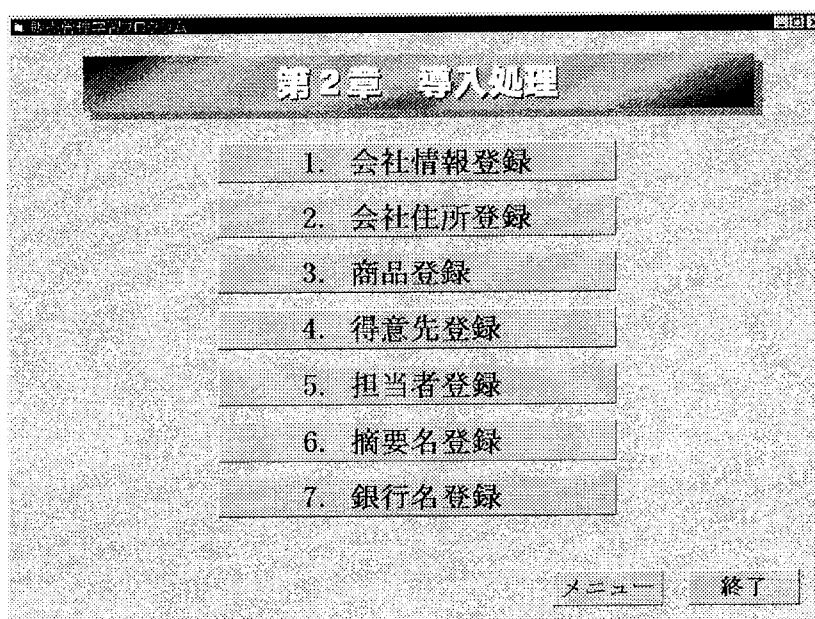 第2章 導入処理
1. 会社情報登録
2. 会社住所登録
3. 商品登録
4. 得意先登録
5. 担当者登録
6. 摘要名登録
7. 銀行名登録
メニュー 終了